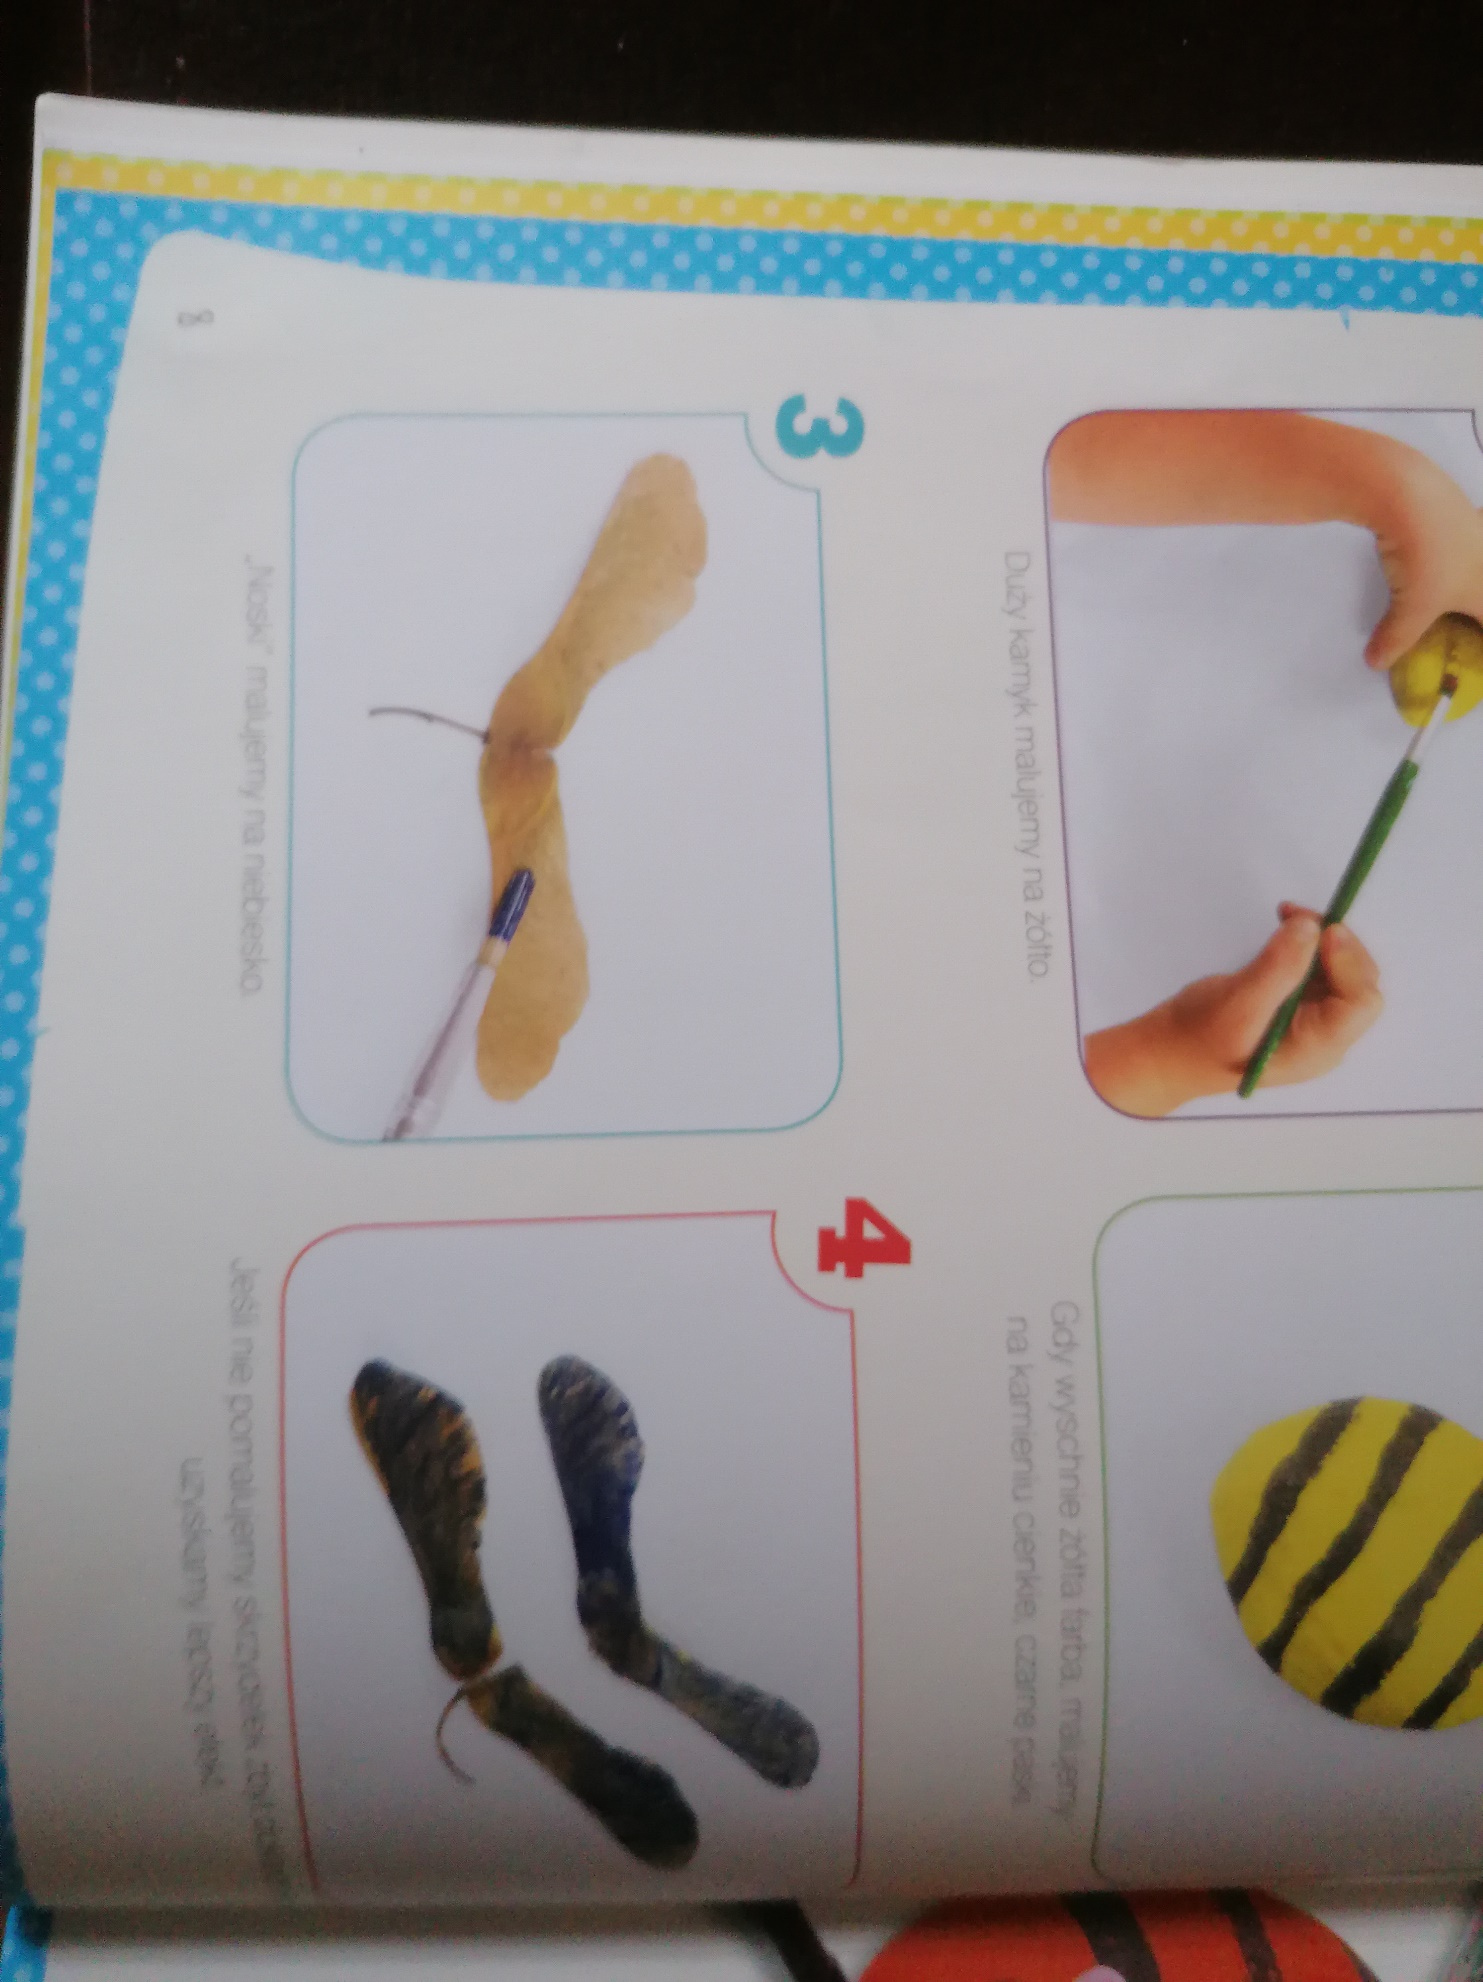 Duży kamyk malujemy na żółto.
Gdy wyschnie żółta farba, malujemy
na kamieniu cienkie, czarne paski.
3
„Noski” malujemy na niebiesko.
4
Jeśli nie pomalujemy skrzydełek zbyt
uzyskamy lepszy efekt.
8